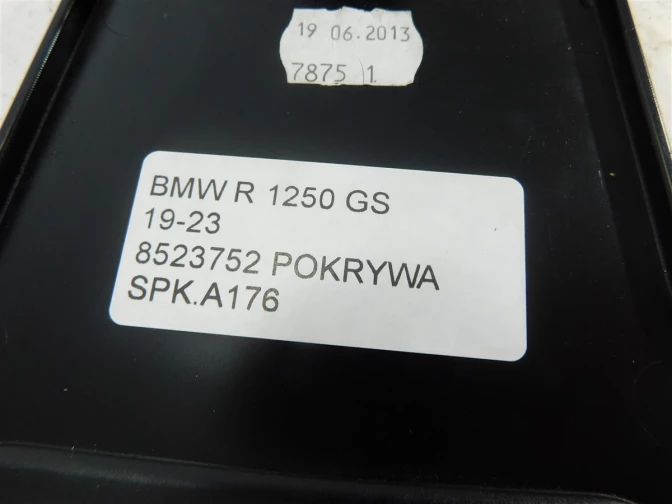 19 06.2013
7875 1
BMW R 1250 GS
19-23
8523752 POKRYWA
SPK.A176